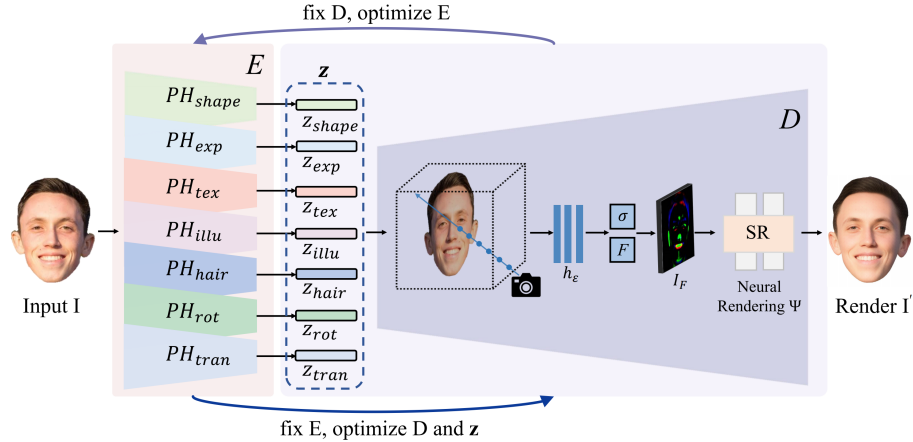 fix D, optimize E
E
z
D
PH_shape
PH_exp
PH_tex
PH_illu
PH_hair
PH_rot
PH_tran
z_shape
z_exp
z_tex
z_illu
z_hair
z_rot
z_tran
σ
F
h_ε
I_F
SR
Neural
Rendering Ψ
Input I
Render I'
fix E, optimize D and z